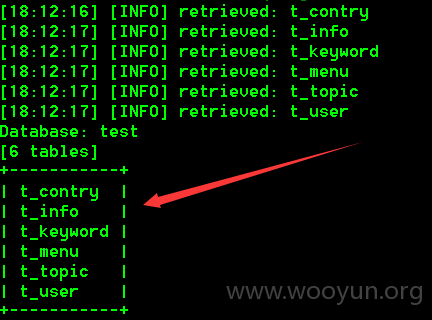 [18:12:16] [INFO] retrieved: t_contry
[18:12:17] [INFO] retrieved: t_info
[18:12:17] [INFO] retrieved: t_keyword
[18:12:17] [INFO] retrieved: t_menu
[18:12:17] [INFO] retrieved: t_topic
[18:12:17] [INFO] retrieved: t_user
Database: test
[6 tables]
+-----------+
| t_contry  |
| t_info    |
| t_keyword |
| t_menu    |
| t_topic   |
| t_user    |
+-----------+
www.wooyun.org